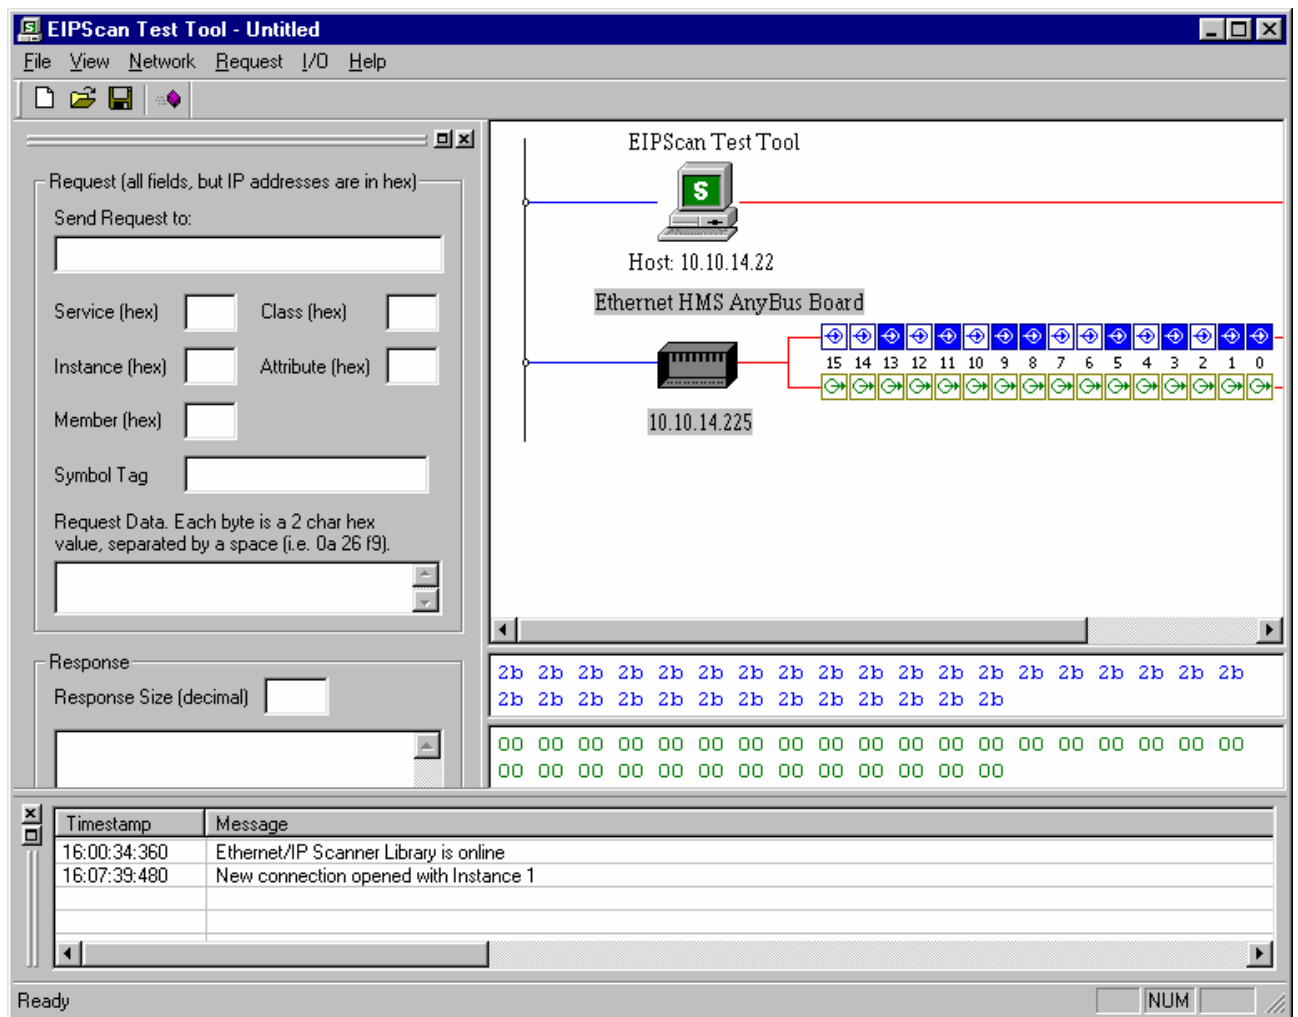 EIPScan Test Tool - Untitled
File View Network Request I/O Help
Request (all fields, but IP addresses are in hex)
Send Request to:
Service (hex) Class (hex)
Instance (hex) Attribute (hex)
Member (hex)
Symbol Tag
Request Data. Each byte is a 2 char hex
value, separated by a space (i.e. 0a 26 f9).
Response
Response Size (decimal)
EIPScan Test Tool
S
Host: 10.10.14.22
Ethernet HMS AnyBus Board
15 14 13 12 11 10 9 8 7 6 5 4 3 2 1 0
10.10.14.225
2b 2b 2b 2b 2b 2b 2b 2b 2b 2b 2b 2b 2b 2b 2b 2b 2b 2b 2b
2b 2b 2b 2b 2b 2b 2b 2b 2b 2b 2b 2b 2b
00 00 00 00 00 00 00 00 00 00 00 00 00 00 00 00 00 00 00
00 00 00 00 00 00 00 00 00 00 00 00 00
Timestamp Message
16:00:34:360 Ethernet/IP Scanner Library is online
16:07:39:480 New connection opened with Instance 1
Ready NUM